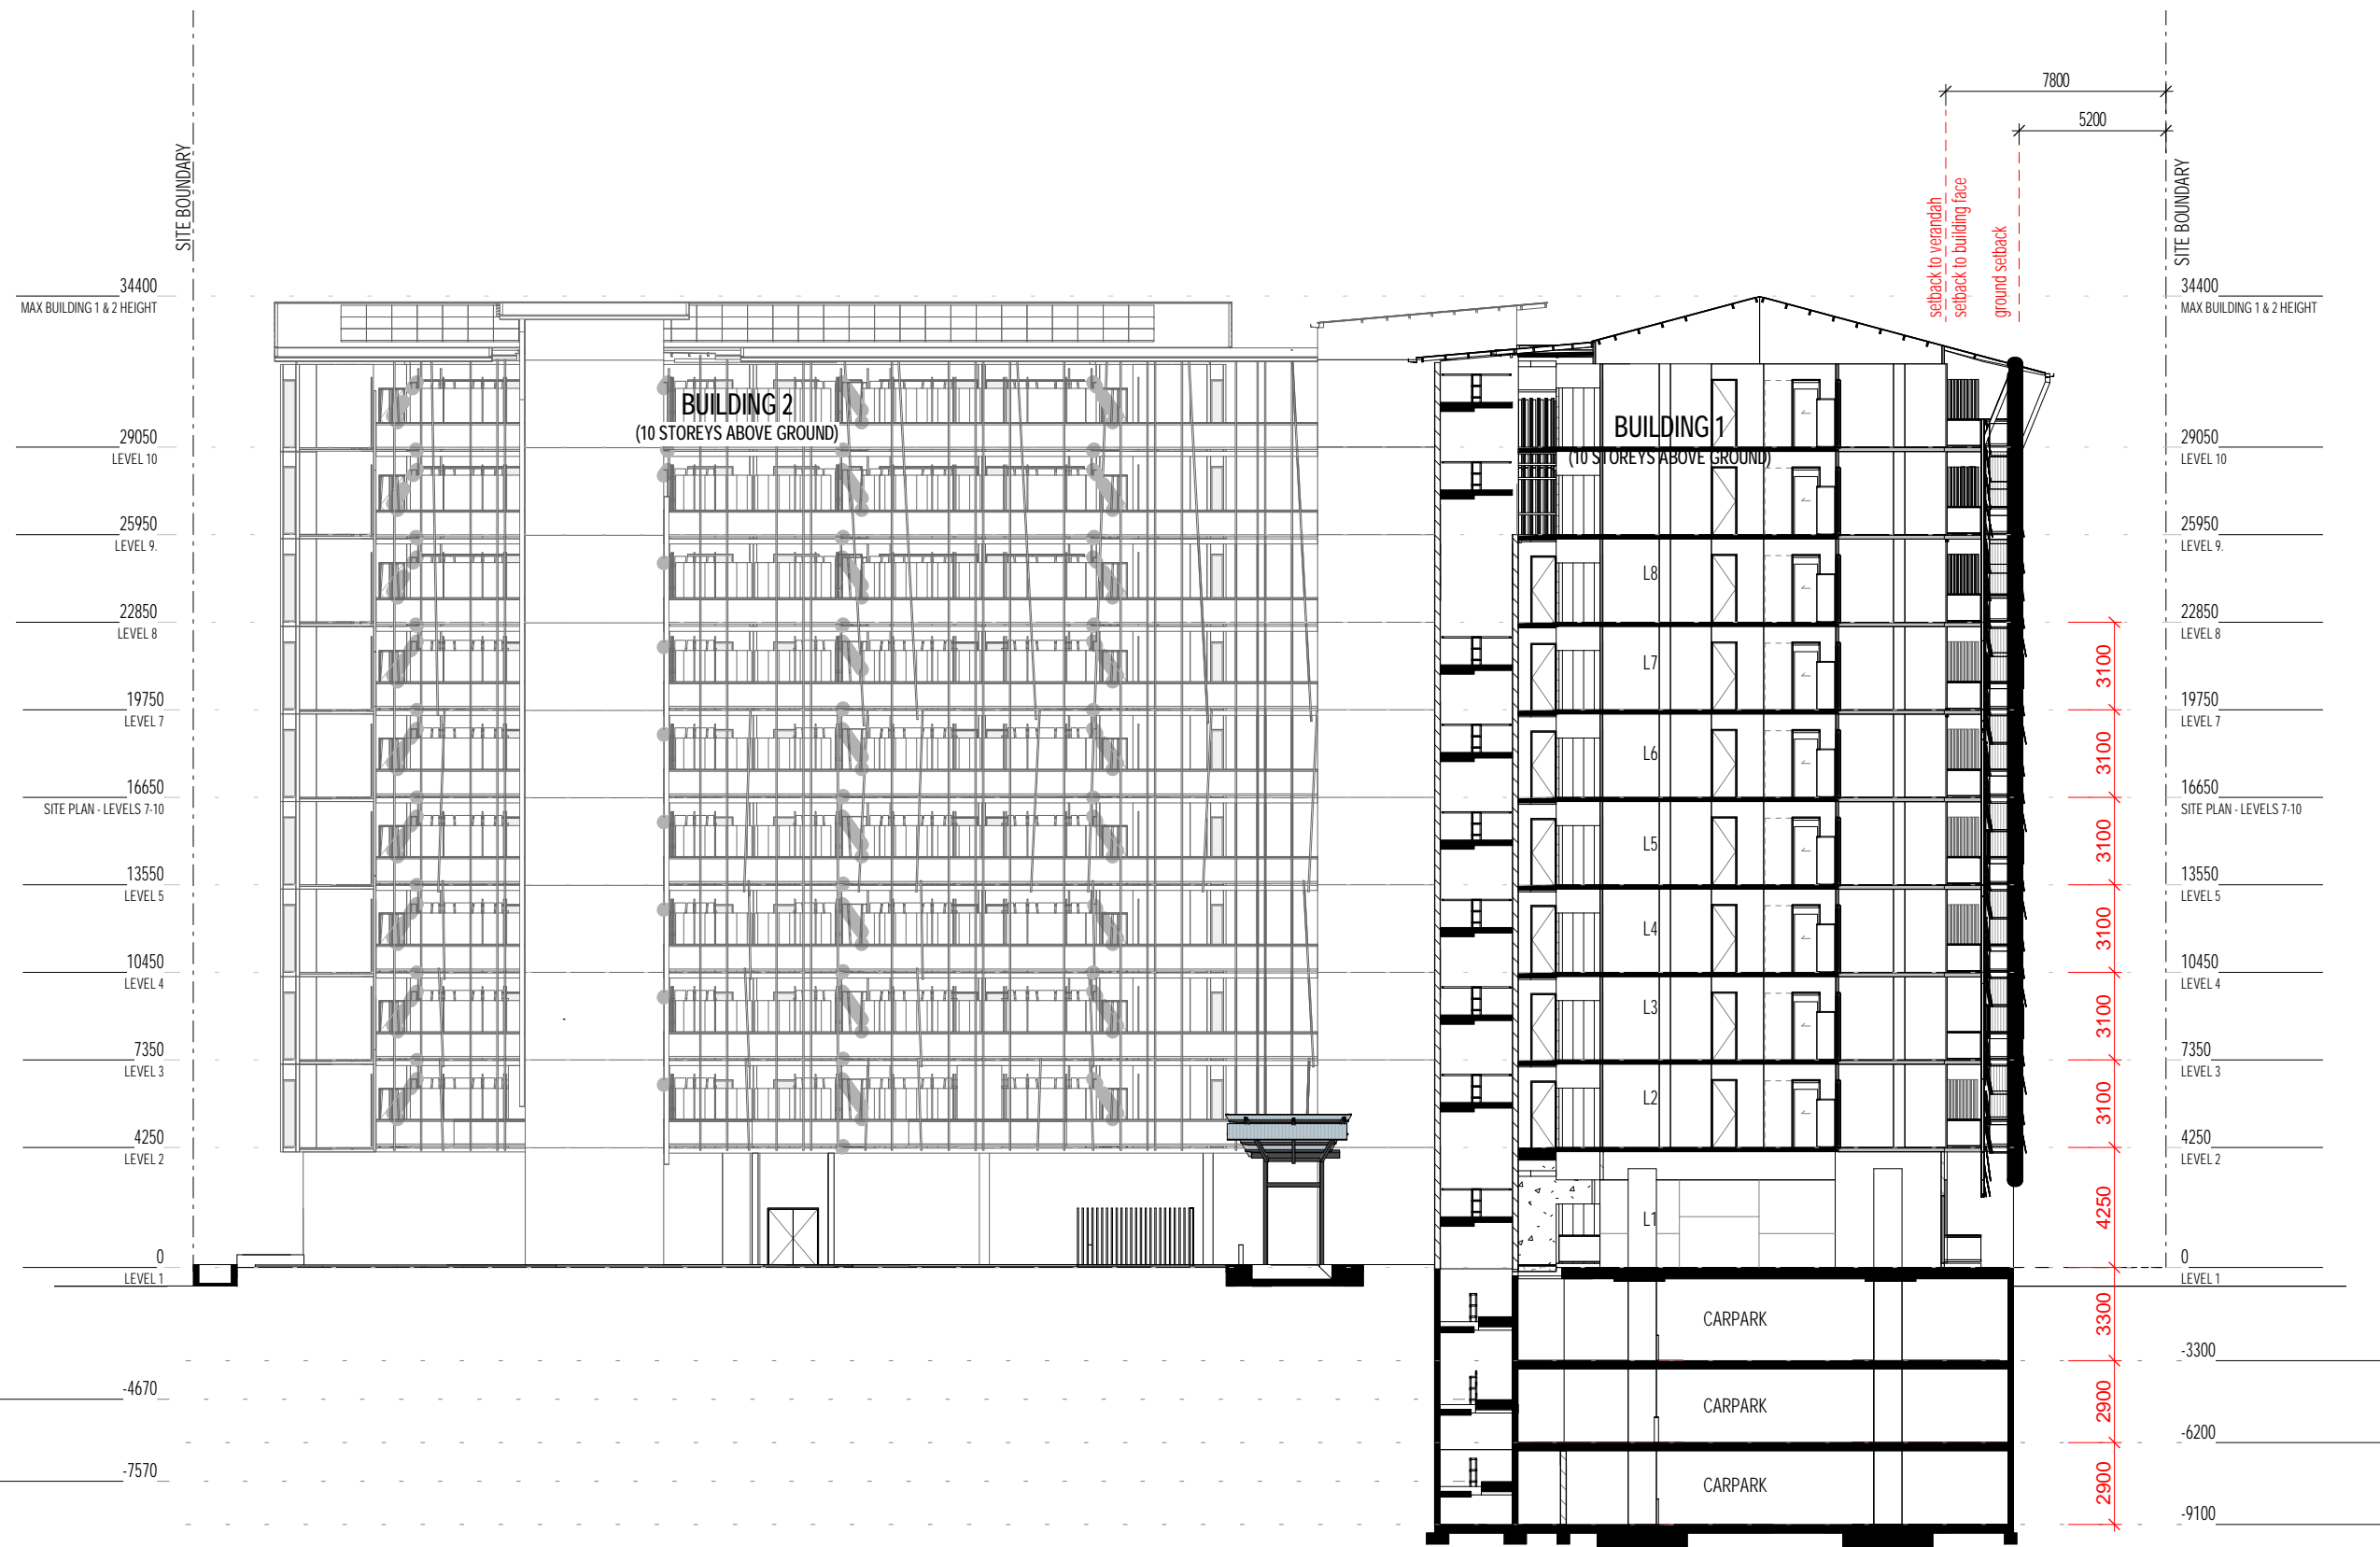 7800
5200
SITE BOUNDARY
SITE BOUNDARY
setback to verandah
setback to building face
ground setback
34400
MAX BUILDING 1 & 2 HEIGHT
34400
MAX BUILDING 1 & 2 HEIGHT
BUILDING 2
(10 STOREYS ABOVE GROUND)
BUILDING 1
(10 STOREYS ABOVE GROUND)
29050
LEVEL 10
29050
LEVEL 10
25950
LEVEL 9.
25950
LEVEL 9.
L8
22850
LEVEL 8
22850
LEVEL 8
L7
3100
19750
LEVEL 7
19750
LEVEL 7
L6
3100
16650
SITE PLAN - LEVELS 7-10
16650
SITE PLAN - LEVELS 7-10
L5
3100
13550
LEVEL 5
13550
LEVEL 5
L4
3100
10450
LEVEL 4
10450
LEVEL 4
L3
3100
7350
LEVEL 3
7350
LEVEL 3
L2
3100
4250
LEVEL 2
4250
LEVEL 2
L1
4250
0
LEVEL 1
0
LEVEL 1
CARPARK
3300
-3300
-4670
CARPARK
2900
-6200
-7570
CARPARK
2900
-9100